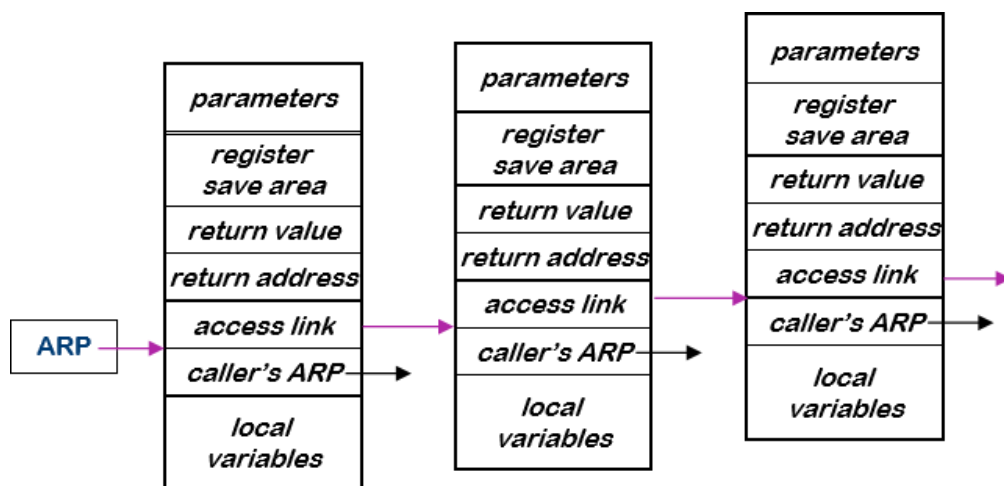 ARP
parameters
register
save area
return value
return address
access link
caller's ARP
local
variables
parameters
register
save area
return value
return address
access link
caller's ARP
local
variables
parameters
register
save area
return value
return address
access link
caller's ARP
local
variables